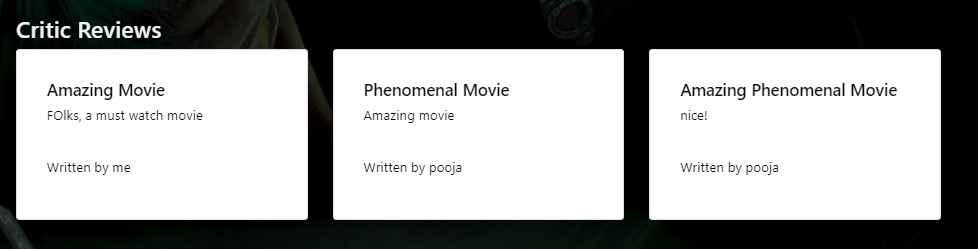 Critic Reviews
Amazing Movie
FOlks, a must watch movie
Written by me
Phenomenal Movie
Amazing movie
Written by pooja
Amazing Phenomenal Movie
nice!
Written by pooja